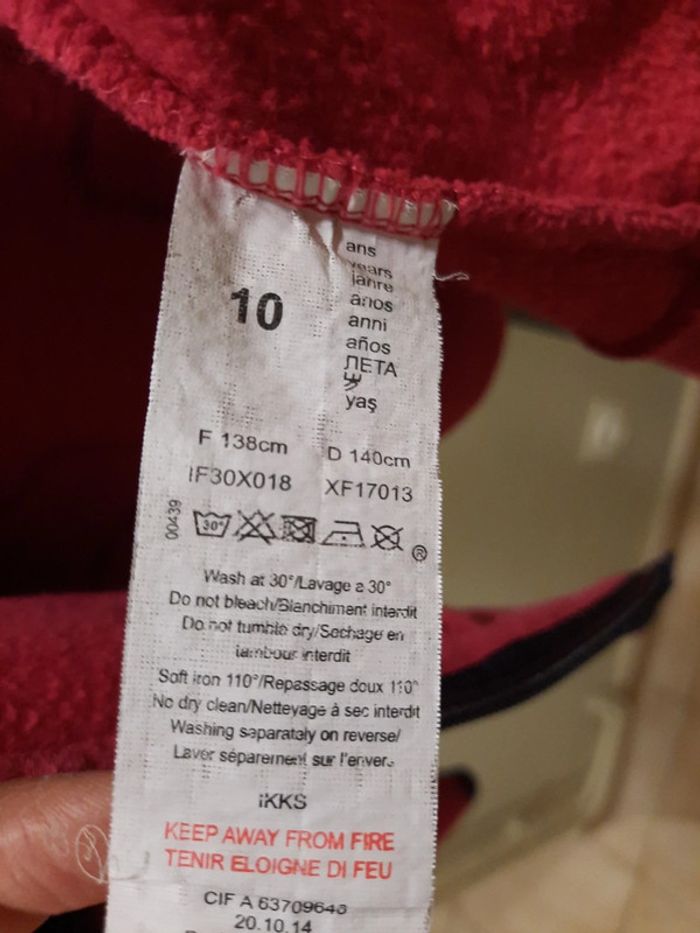 10
ans
years
jahre
años
anni
años
ЛЕТА
yaş
F 138cm D 140cm
IF30X018 XF17013
00439
30°
®
Wash at 30°/Lavage a 30°
Do not bleach/Blanchiment interdit
Do not tumble dry/Sechage en
tambour interdit
Soft iron 110°/Repassage doux 110°
No dry clean/Nettoyage à sec interdit
Washing saparately on reverse/
Laver séparement sur l'envers
iKKS
KEEP AWAY FROM FIRE
TENIR ELOIGNE DI FEU
CIF A 63709643
20.10.14